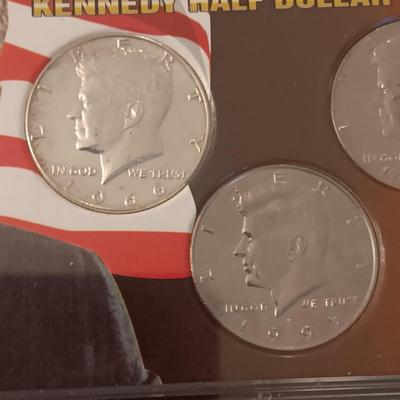 KENNEDY HALF DOLLAR
LIBERTY
IN GOD WE TRUST
1966
LIBERTY
IN GOD WE TRUST
L
IN GOD